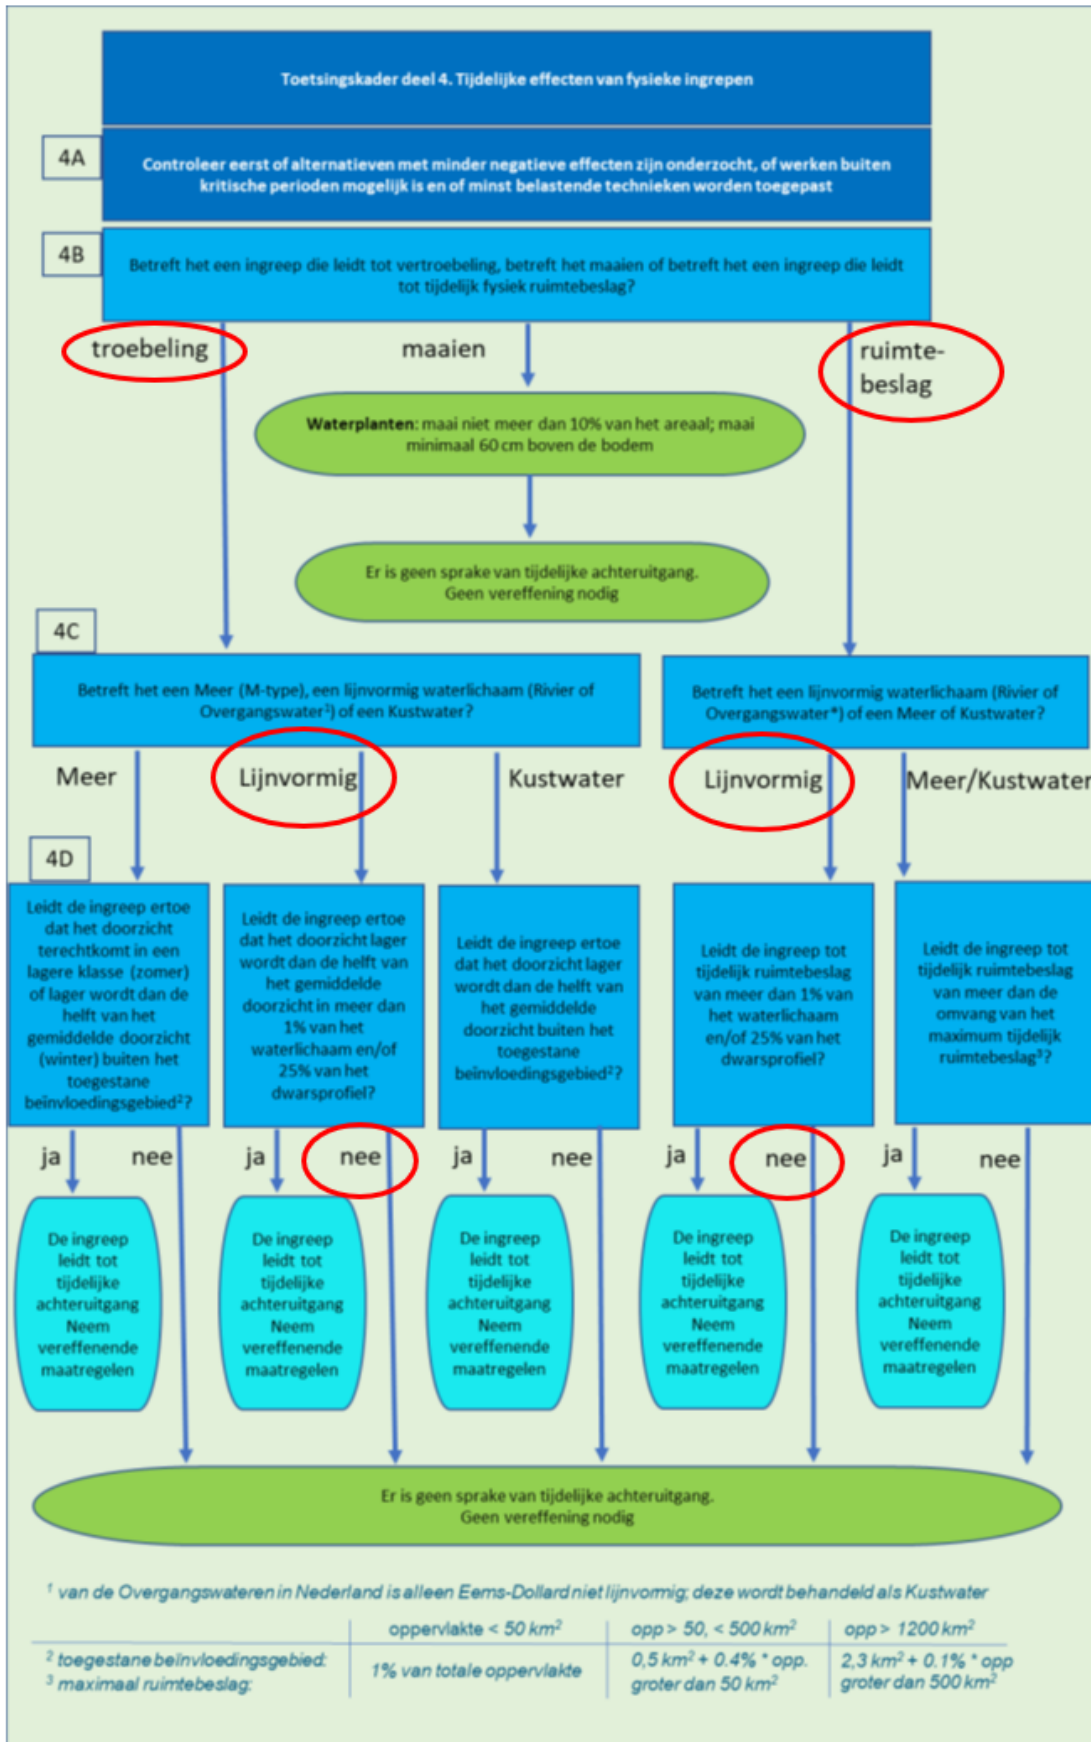 Toetsingskader deel 4. Tijdelijke effecten van fysieke ingrepen
4A
Controleer eerst of alternatieven met minder negatieve effecten zijn onderzocht, of werken buiten
kritische perioden mogelijk is en of minst belastende technieken worden toegepast
4B
Betreft het een ingreep die leidt tot vertroebeling, betreft het maaien of betreft het een ingreep die leidt
tot tijdelijk fysiek ruimtebeslag?
troebeling
maaien
ruimte-
beslag
Waterplanten: maai niet meer dan 10% van het areaal; maai
minimaal 60 cm boven de bodem
Er is geen sprake van tijdelijke achteruitgang.
Geen vereffening nodig
4C
Betreft het een Meer (M-type), een lijnvormig waterlichaam (Rivier of
Overgangswater¹) of een Kustwater?
Betreft het een lijnvormig waterlichaam (Rivier of
Overgangswater*) of een Meer of Kustwater?
Meer
Lijnvormig
Kustwater
Lijnvormig
Meer/Kustwater
4D
Leidt de ingreep ertoe
dat het doorzicht
terechtkomt in een
lagere klasse (zomer)
of lager wordt dan de
helft van het
gemiddelde doorzicht
(winter) buiten het
toegestane
beïnvloedingsgebied²?
Leidt de ingreep ertoe
dat het doorzicht lager
wordt dan de helft van
het gemiddelde
doorzicht in meer dan
1% van het
waterlichaam en/of
25% van het
dwarsprofiel?
Leidt de ingreep ertoe
dat het doorzicht lager
wordt dan de helft van
het gemiddelde
doorzicht buiten het
toegestane
beïnvloedingsgebied²?
Leidt de ingreep tot
tijdelijk ruimtebeslag
van meer dan 1% van
het waterlichaam
en/of 25% van het
dwarsprofiel?
Leidt de ingreep tot
tijdelijk ruimtebeslag
van meer dan de
omvang van het
maximum tijdelijk
ruimtebeslag³?
ja
nee
ja
nee
ja
nee
ja
nee
ja
nee
De ingreep
leidt tot
tijdelijke
achteruitgang
Neem
vereffenende
maatregelen
De ingreep
leidt tot
tijdelijke
achteruitgang
Neem
vereffenende
maatregelen
De ingreep
leidt tot
tijdelijke
achteruitgang
Neem
vereffenende
maatregelen
De ingreep
leidt tot
tijdelijke
achteruitgang
Neem
vereffenende
maatregelen
De ingreep
leidt tot
tijdelijke
achteruitgang
Neem
vereffenende
maatregelen
Er is geen sprake van tijdelijke achteruitgang.
Geen vereffening nodig
¹ van de Overgangswateren in Nederland is alleen Eems-Dollard niet lijnvormig; deze wordt behandeld als Kustwater
oppervlakte < 50 km²
opp > 50, < 500 km²
opp > 1200 km²
² toegestane beïnvloedingsgebied:
³ maximaal ruimtebeslag:
1% van totale oppervlakte
0,5 km² + 0.4% * opp.
groter dan 50 km²
2,3 km² + 0.1% * opp
groter dan 500 km²